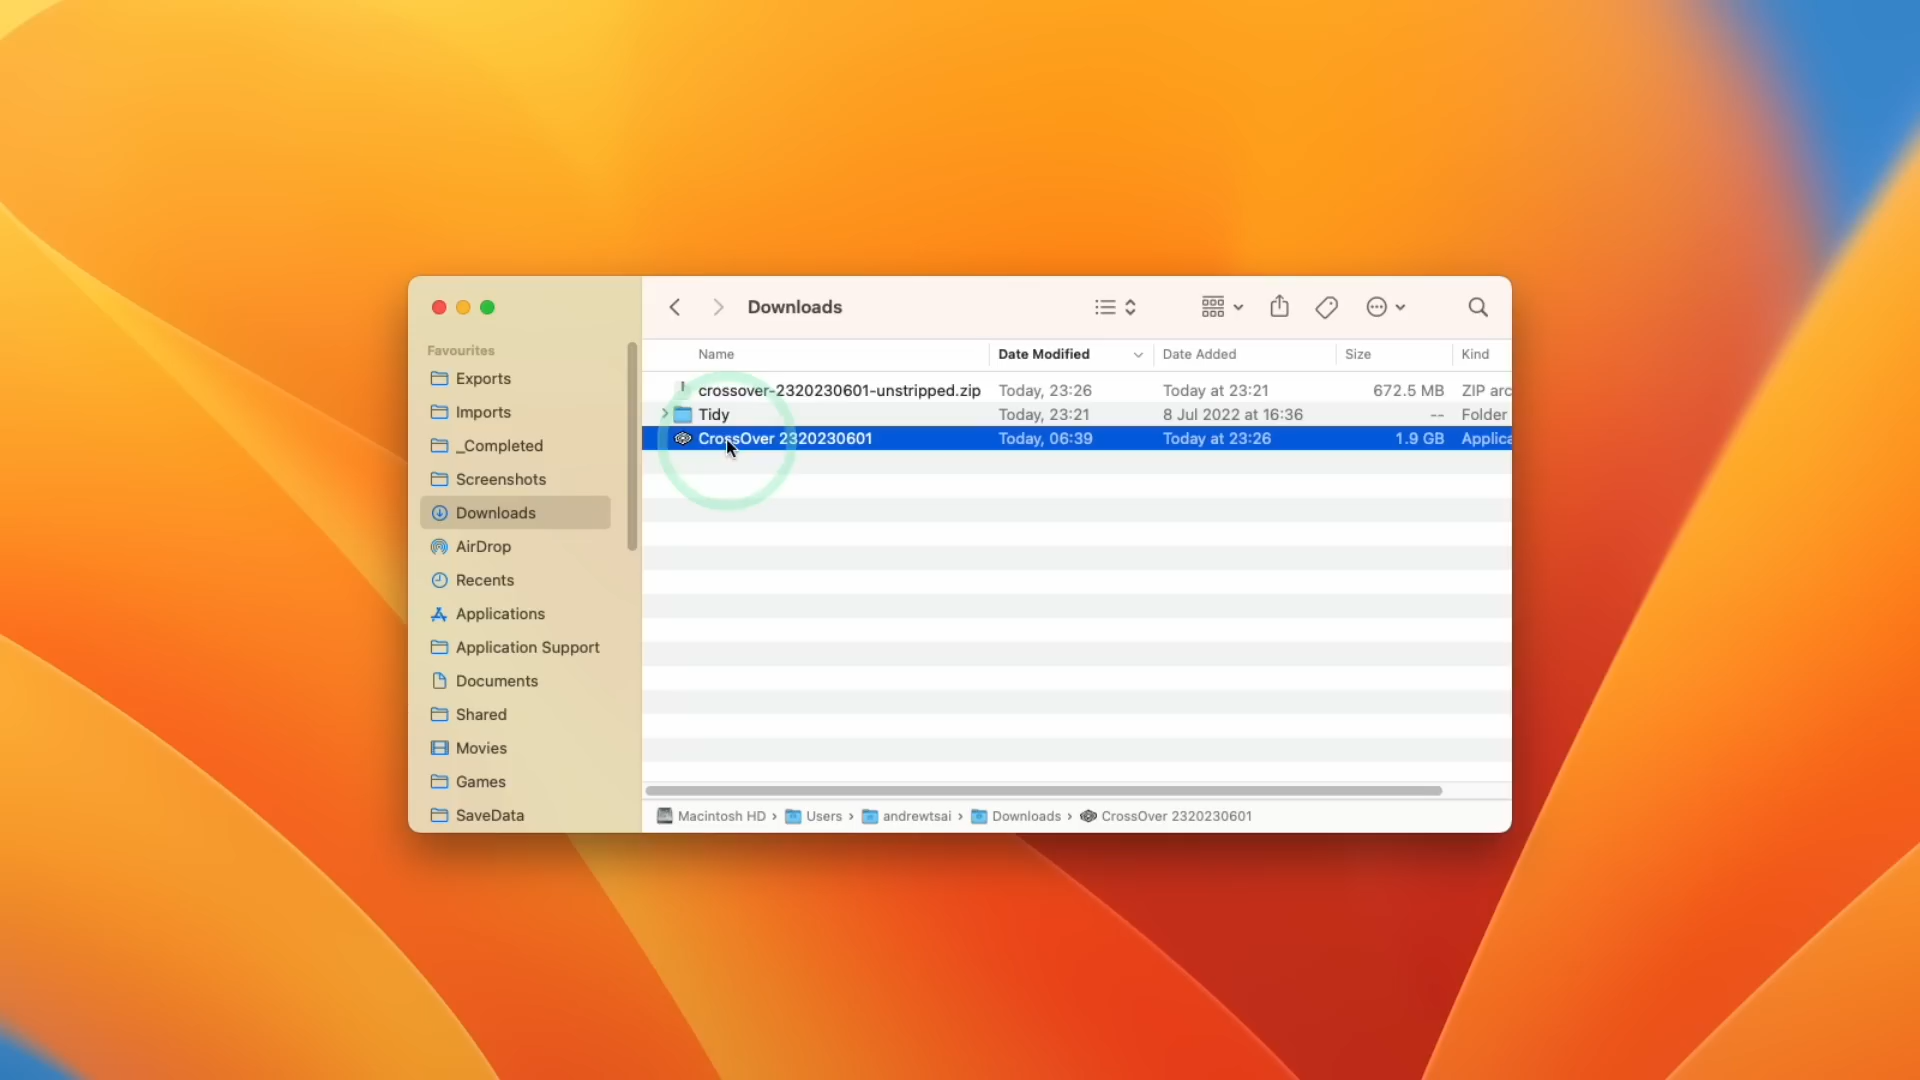 Downloads
Favourites
Exports
Imports
_Completed
Screenshots
Downloads
AirDrop
Recents
Applications
Application Support
Documents
Shared
Movies
Games
SaveData
Name Date Modified Date Added Size Kind
crossover-2320230601-unstripped.zip Today, 23:26 Today at 23:21 672.5 MB ZIP arc
Tidy Today, 23:21 8 Jul 2022 at 16:36 -- Folder
CrossOver 2320230601 Today, 06:39 Today at 23:26 1.9 GB Applica
Macintosh HD › Users › andrewtsai › Downloads › CrossOver 2320230601